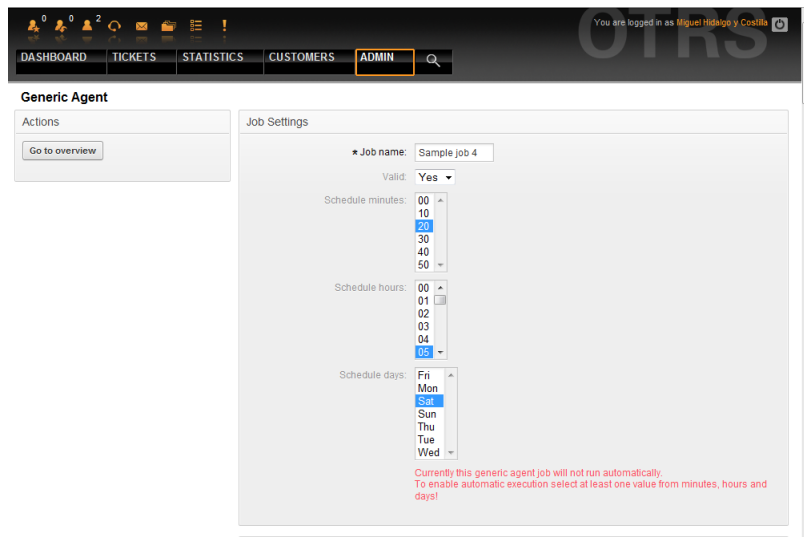 0 0 2
You are logged in as Miguel Hidalgo y Costilla
OTRS
DASHBOARD TICKETS STATISTICS CUSTOMERS ADMIN
Generic Agent
Actions
Go to overview
Job Settings
★ Job name: Sample job 4
Valid: Yes
Schedule minutes: 00
10
20
30
40
50
Schedule hours: 00
01
02
03
04
05
Schedule days: Fri
Mon
Sat
Sun
Thu
Tue
Wed
Currently this generic agent job will not run automatically.
To enable automatic execution select at least one value from minutes, hours and
days!